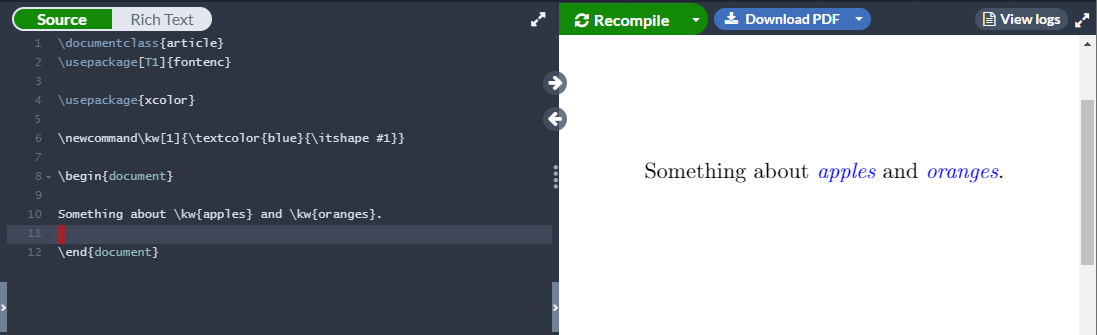 Source Rich Text
1 \documentclass{article}
2 \usepackage[T1]{fontenc}
3
4 \usepackage{xcolor}
5
6 \newcommand\kw[1]{\textcolor{blue}{\itshape #1}}
7
8 \begin{document}
9
10 Something about \kw{apples} and \kw{oranges}.
11
12 \end{document}
Recompile Download PDF View logs
Something about apples and oranges.